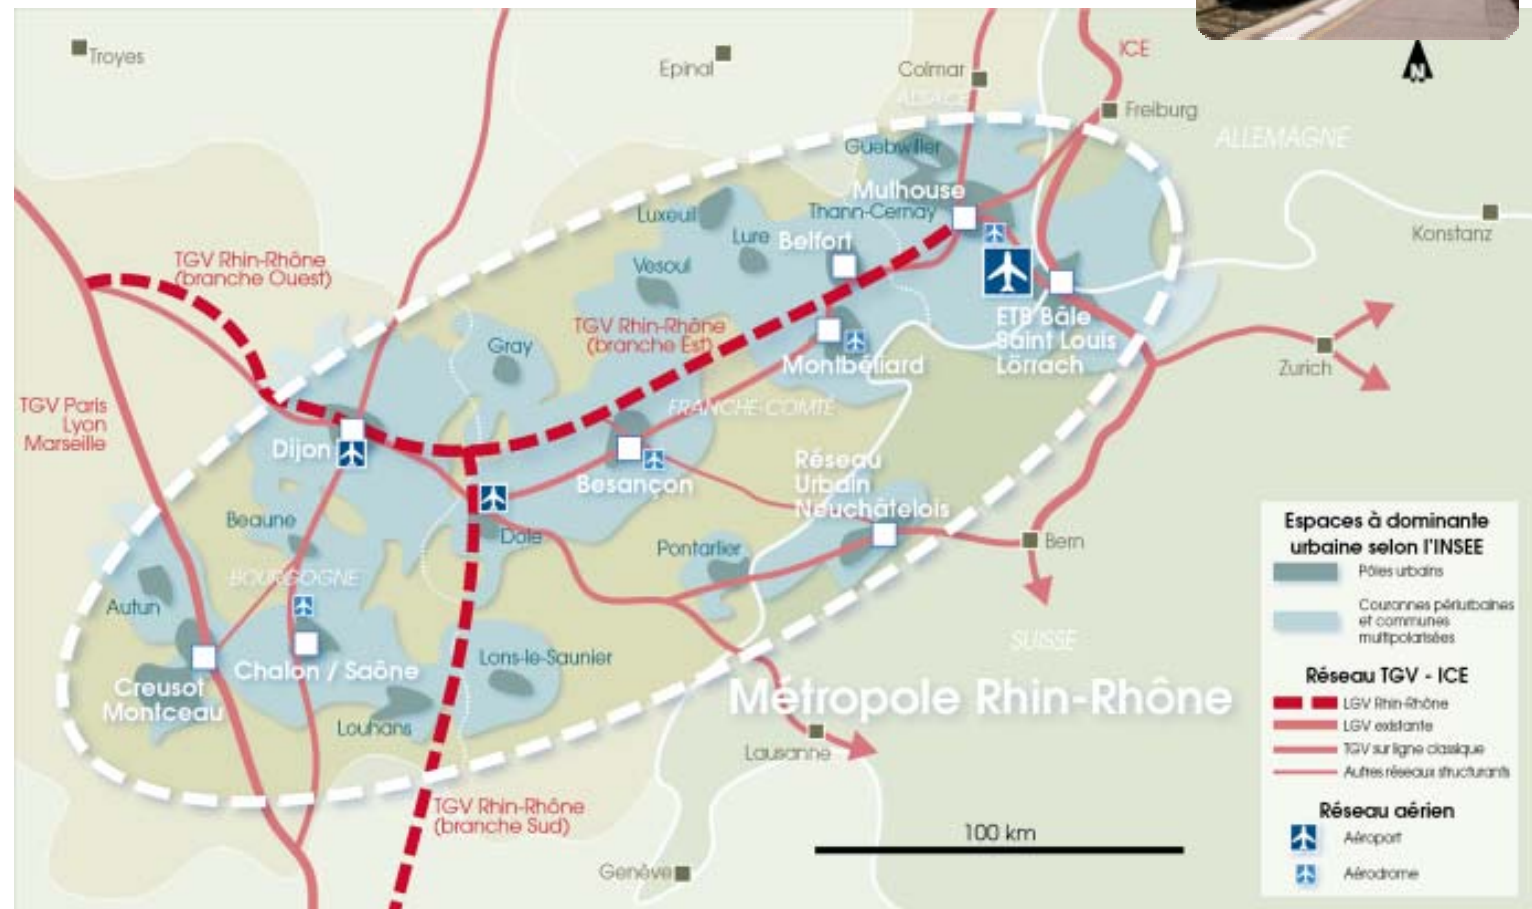 Troyes
Epinal
Colmar
ALSACE
ICE
Freiburg
ALLEMAGNE
N
Guebwiller
Mulhouse
Thann-Cernay
Luxeuil
Lure
Belfort
Vesoul
Konstanz
TGV Rhin-Rhône
(branche Ouest)
TGV Rhin-Rhône
(branche Est)
Gray
Montbéliard
ETB Bâle
Saint Louis
Lörrach
Zurich
TGV Paris
Lyon
Marseille
FRANCHE-COMTÉ
Dijon
Besançon
Réseau
Urbain
Neuchâtelois
Beaune
Dole
Pontarlier
Bern
BOURGOGNE
Autun
SUISSE
Chalon / Saône
Lons-le-Saunier
Creusot
Montceau
Louhans
Métropole Rhin-Rhône
Lausanne
TGV Rhin-Rhône
(branche Sud)
Genève
100 km
Espaces à dominante
urbaine selon l'INSEE
Pôles urbains
Couronnes périurbaines
et communes
multipolarisées
Réseau TGV - ICE
LGV Rhin-Rhône
LGV existante
TGV sur ligne classique
Autres réseaux structurants
Réseau aérien
Aéroport
Aérodrome